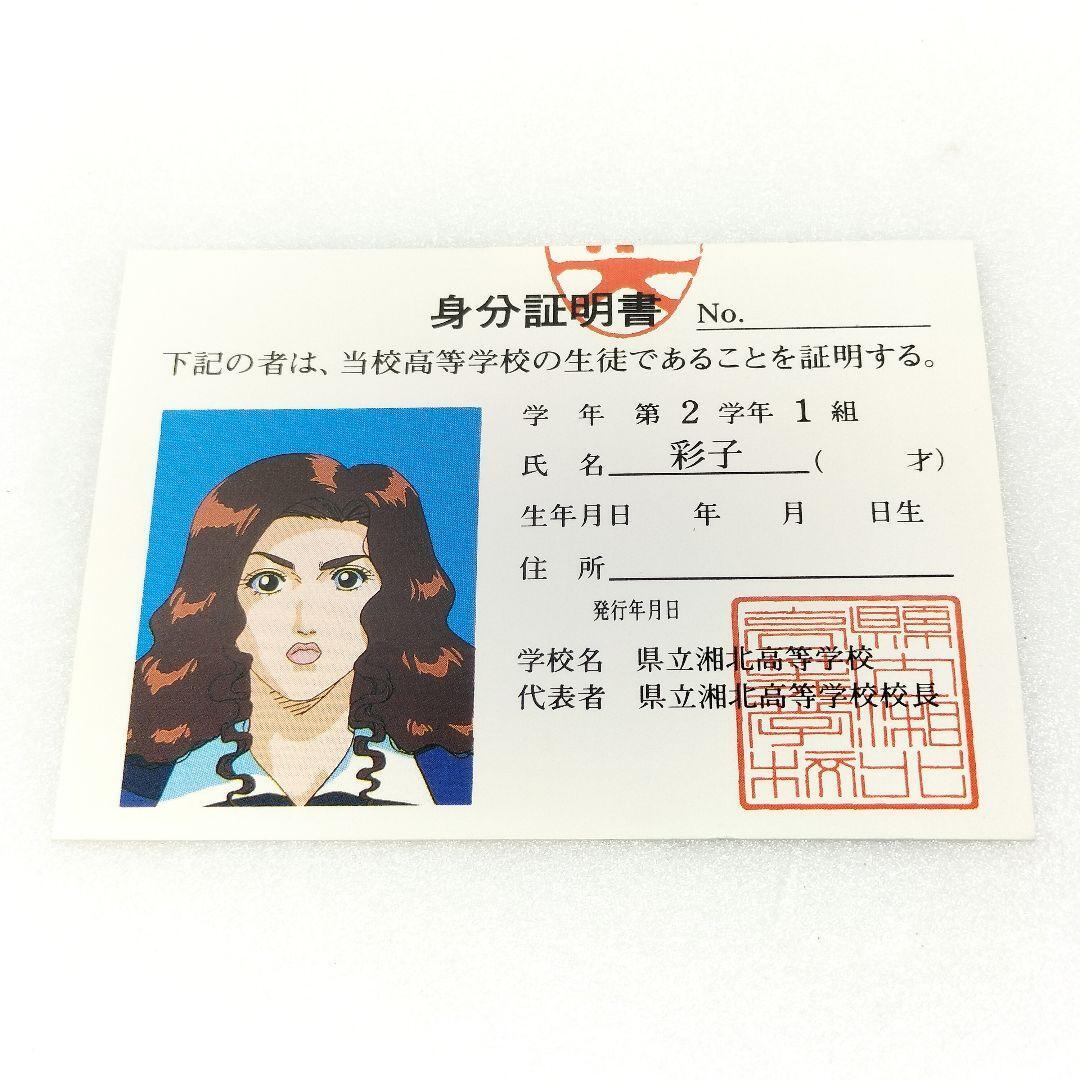 身分証明書 No.
下記の者は、当校高等学校の生徒であることを証明する。
学 年 第 2 学年 1 組
氏 名 彩子 ( 才)
生年月日 年 月 日生
住 所
発行年月日
学校名 県立湘北高等学校
代表者 県立湘北高等学校校長